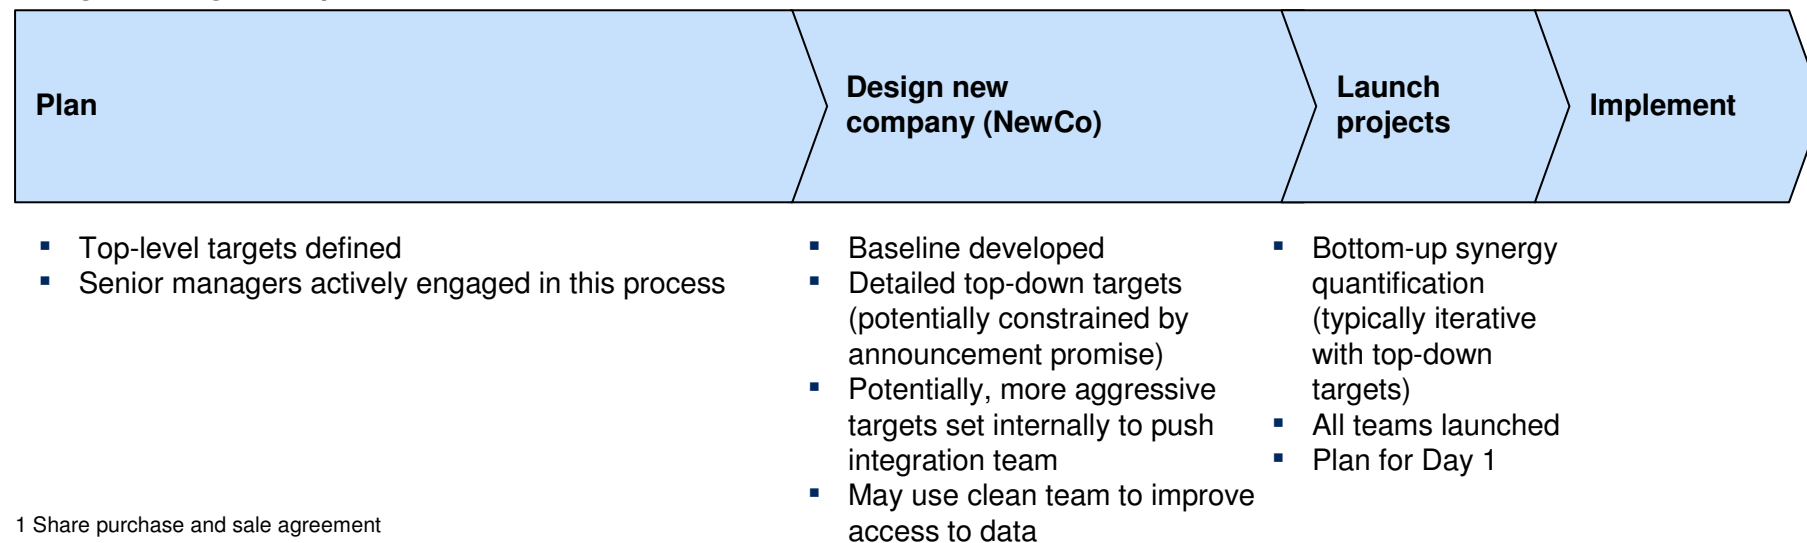 Plan
Design new
company (NewCo)
Launch
projects
Implement
▪ Top-level targets defined
▪ Senior managers actively engaged in this process
▪ Baseline developed
▪ Detailed top-down targets
(potentially constrained by
announcement promise)
▪ Potentially, more aggressive
targets set internally to push
integration team
▪ May use clean team to improve
access to data
▪ Bottom-up synergy
quantification
(typically iterative
with top-down
targets)
▪ All teams launched
▪ Plan for Day 1
1 Share purchase and sale agreement